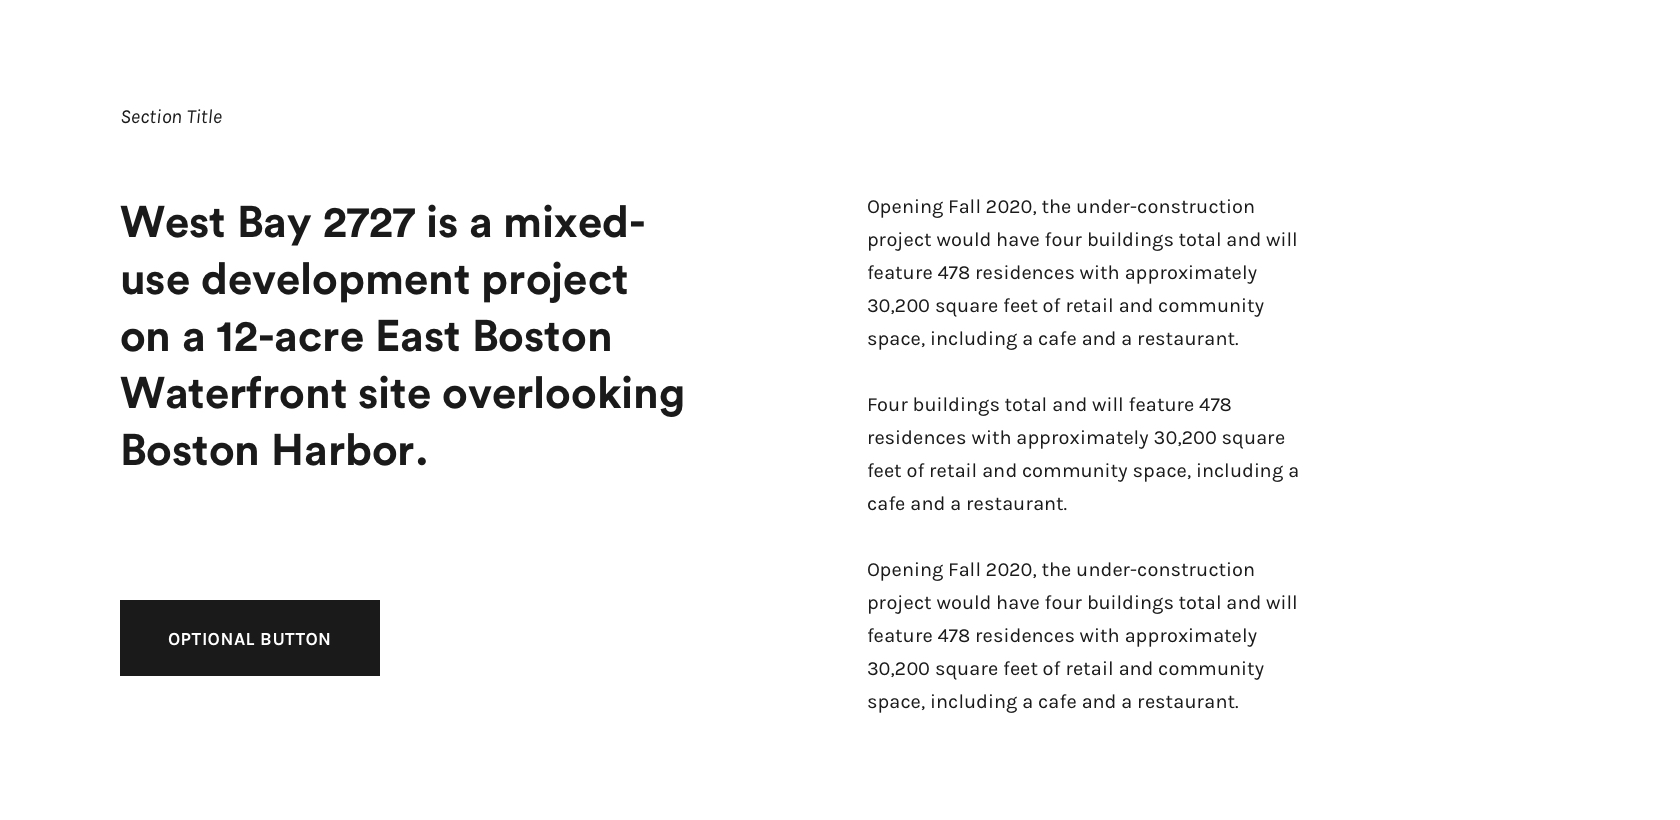 Section Title
West Bay 2727 is a mixed-
use development project
on a 12-acre East Boston
Waterfront site overlooking
Boston Harbor.
OPTIONAL BUTTON
Opening Fall 2020, the under-construction
project would have four buildings total and will
feature 478 residences with approximately
30,200 square feet of retail and community
space, including a cafe and a restaurant.
Four buildings total and will feature 478
residences with approximately 30,200 square
feet of retail and community space, including a
cafe and a restaurant.
Opening Fall 2020, the under-construction
project would have four buildings total and will
feature 478 residences with approximately
30,200 square feet of retail and community
space, including a cafe and a restaurant.